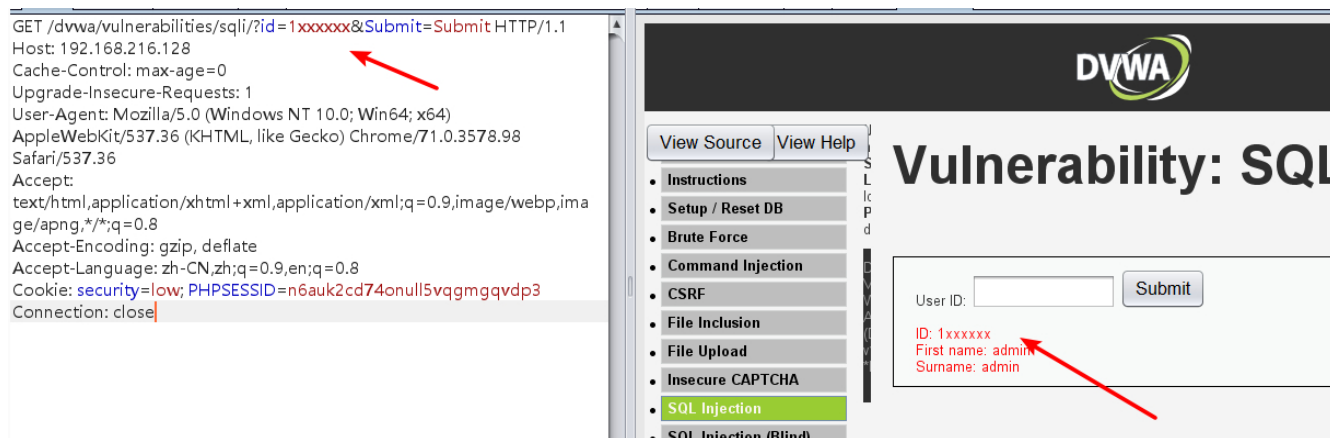 GET /dvwa/vulnerabilities/sqli/?id=1xxxxxx&Submit=Submit HTTP/1.1
Host: 192.168.216.128
Cache-Control: max-age=0
Upgrade-Insecure-Requests: 1
User-Agent: Mozilla/5.0 (Windows NT 10.0; Win64; x64)
AppleWebKit/537.36 (KHTML, like Gecko) Chrome/71.0.3578.98
Safari/537.36
Accept:
text/html,application/xhtml+xml,application/xml;q=0.9,image/webp,ima
ge/apng,*/*;q=0.8
Accept-Encoding: gzip, deflate
Accept-Language: zh-CN,zh;q=0.9,en;q=0.8
Cookie: security=low; PHPSESSID=n6auk2cd74onull5vqgmgqvdp3
Connection: close
DVWA
View Source View Help
Instructions
Setup / Reset DB
Brute Force
Command Injection
CSRF
File Inclusion
File Upload
Insecure CAPTCHA
SQL Injection
SQL Injection (Blind)
Vulnerability: SQL
User ID:
Submit
ID: 1xxxxxx
First name: admin
Surname: admin